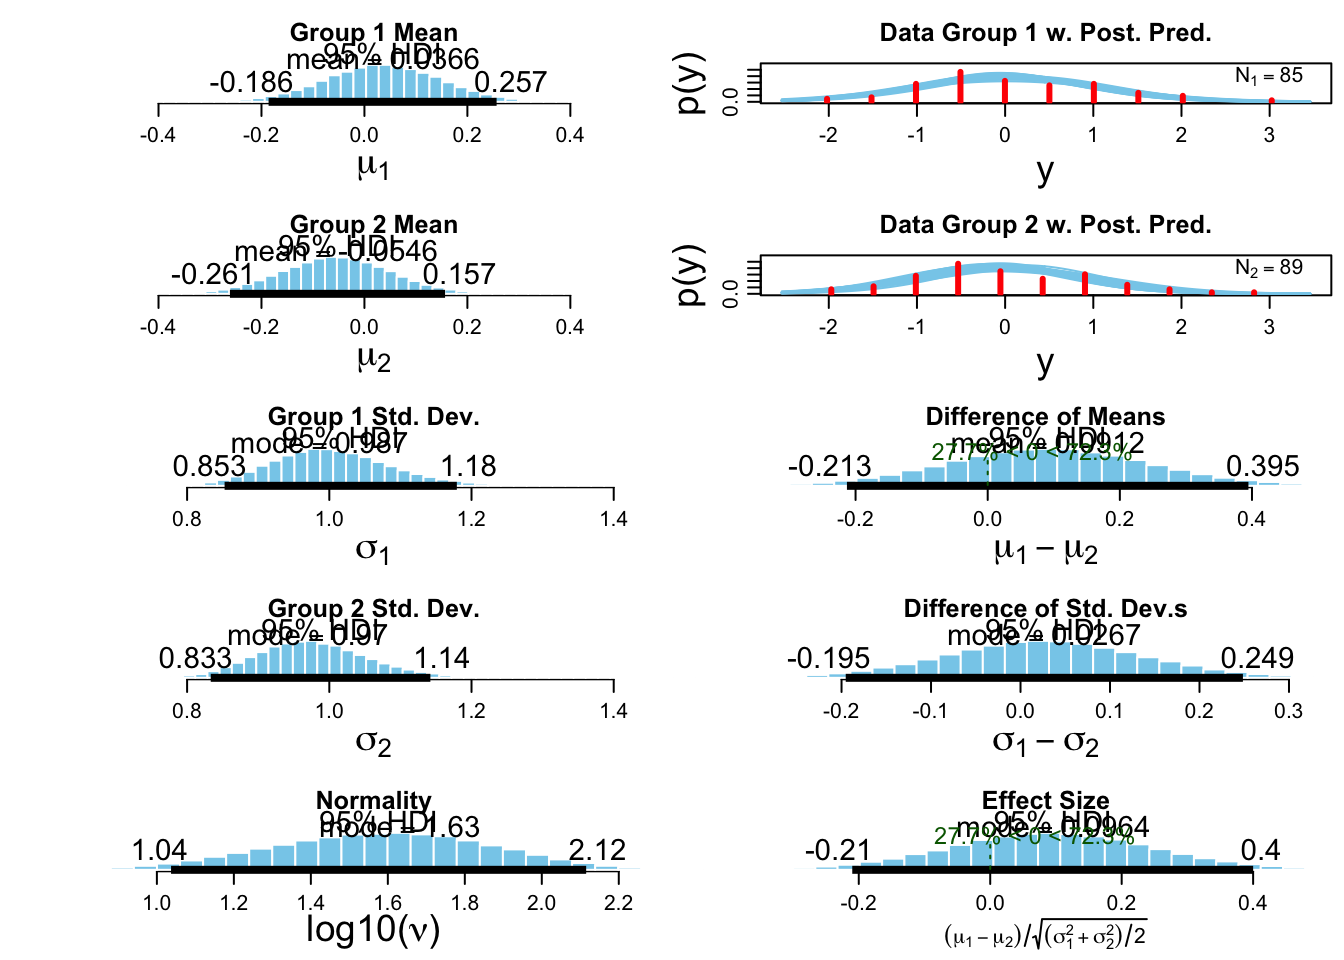 Group 1 Mean
95% HDI
mean = 0.0366
-0.186 0.257
-0.4 -0.2 0.0 0.2 0.4
μ1
Data Group 1 w. Post. Pred.
N1 = 85
p(y)
0.0
-2 -1 0 1 2 3
y
Group 2 Mean
95% HDI
mean = -0.0546
-0.261 0.157
-0.4 -0.2 0.0 0.2 0.4
μ2
Data Group 2 w. Post. Pred.
N2 = 89
p(y)
0.0
-2 -1 0 1 2 3
y
Group 1 Std. Dev.
95% HDI
mode = 0.987
0.853 1.18
0.8 1.0 1.2 1.4
σ1
Difference of Means
95% HDI
mean = 0.0912
27.7% < 0 < 72.3%
-0.213 0.395
-0.2 0.0 0.2 0.4
μ1 − μ2
Group 2 Std. Dev.
95% HDI
mode = 0.97
0.833 1.14
0.8 1.0 1.2 1.4
σ2
Difference of Std. Dev.s
95% HDI
mode = 0.0267
-0.195 0.249
-0.2 -0.1 0.0 0.1 0.2 0.3
σ1 − σ2
Normality
95% HDI
mode = 1.63
1.04 2.12
1.0 1.2 1.4 1.6 1.8 2.0 2.2
log10(ν)
Effect Size
95% HDI
mode = 0.0964
27.7% < 0 < 72.3%
-0.21 0.4
-0.2 0.0 0.2 0.4
(μ1 − μ2)/√(σ1² + σ2²)/2